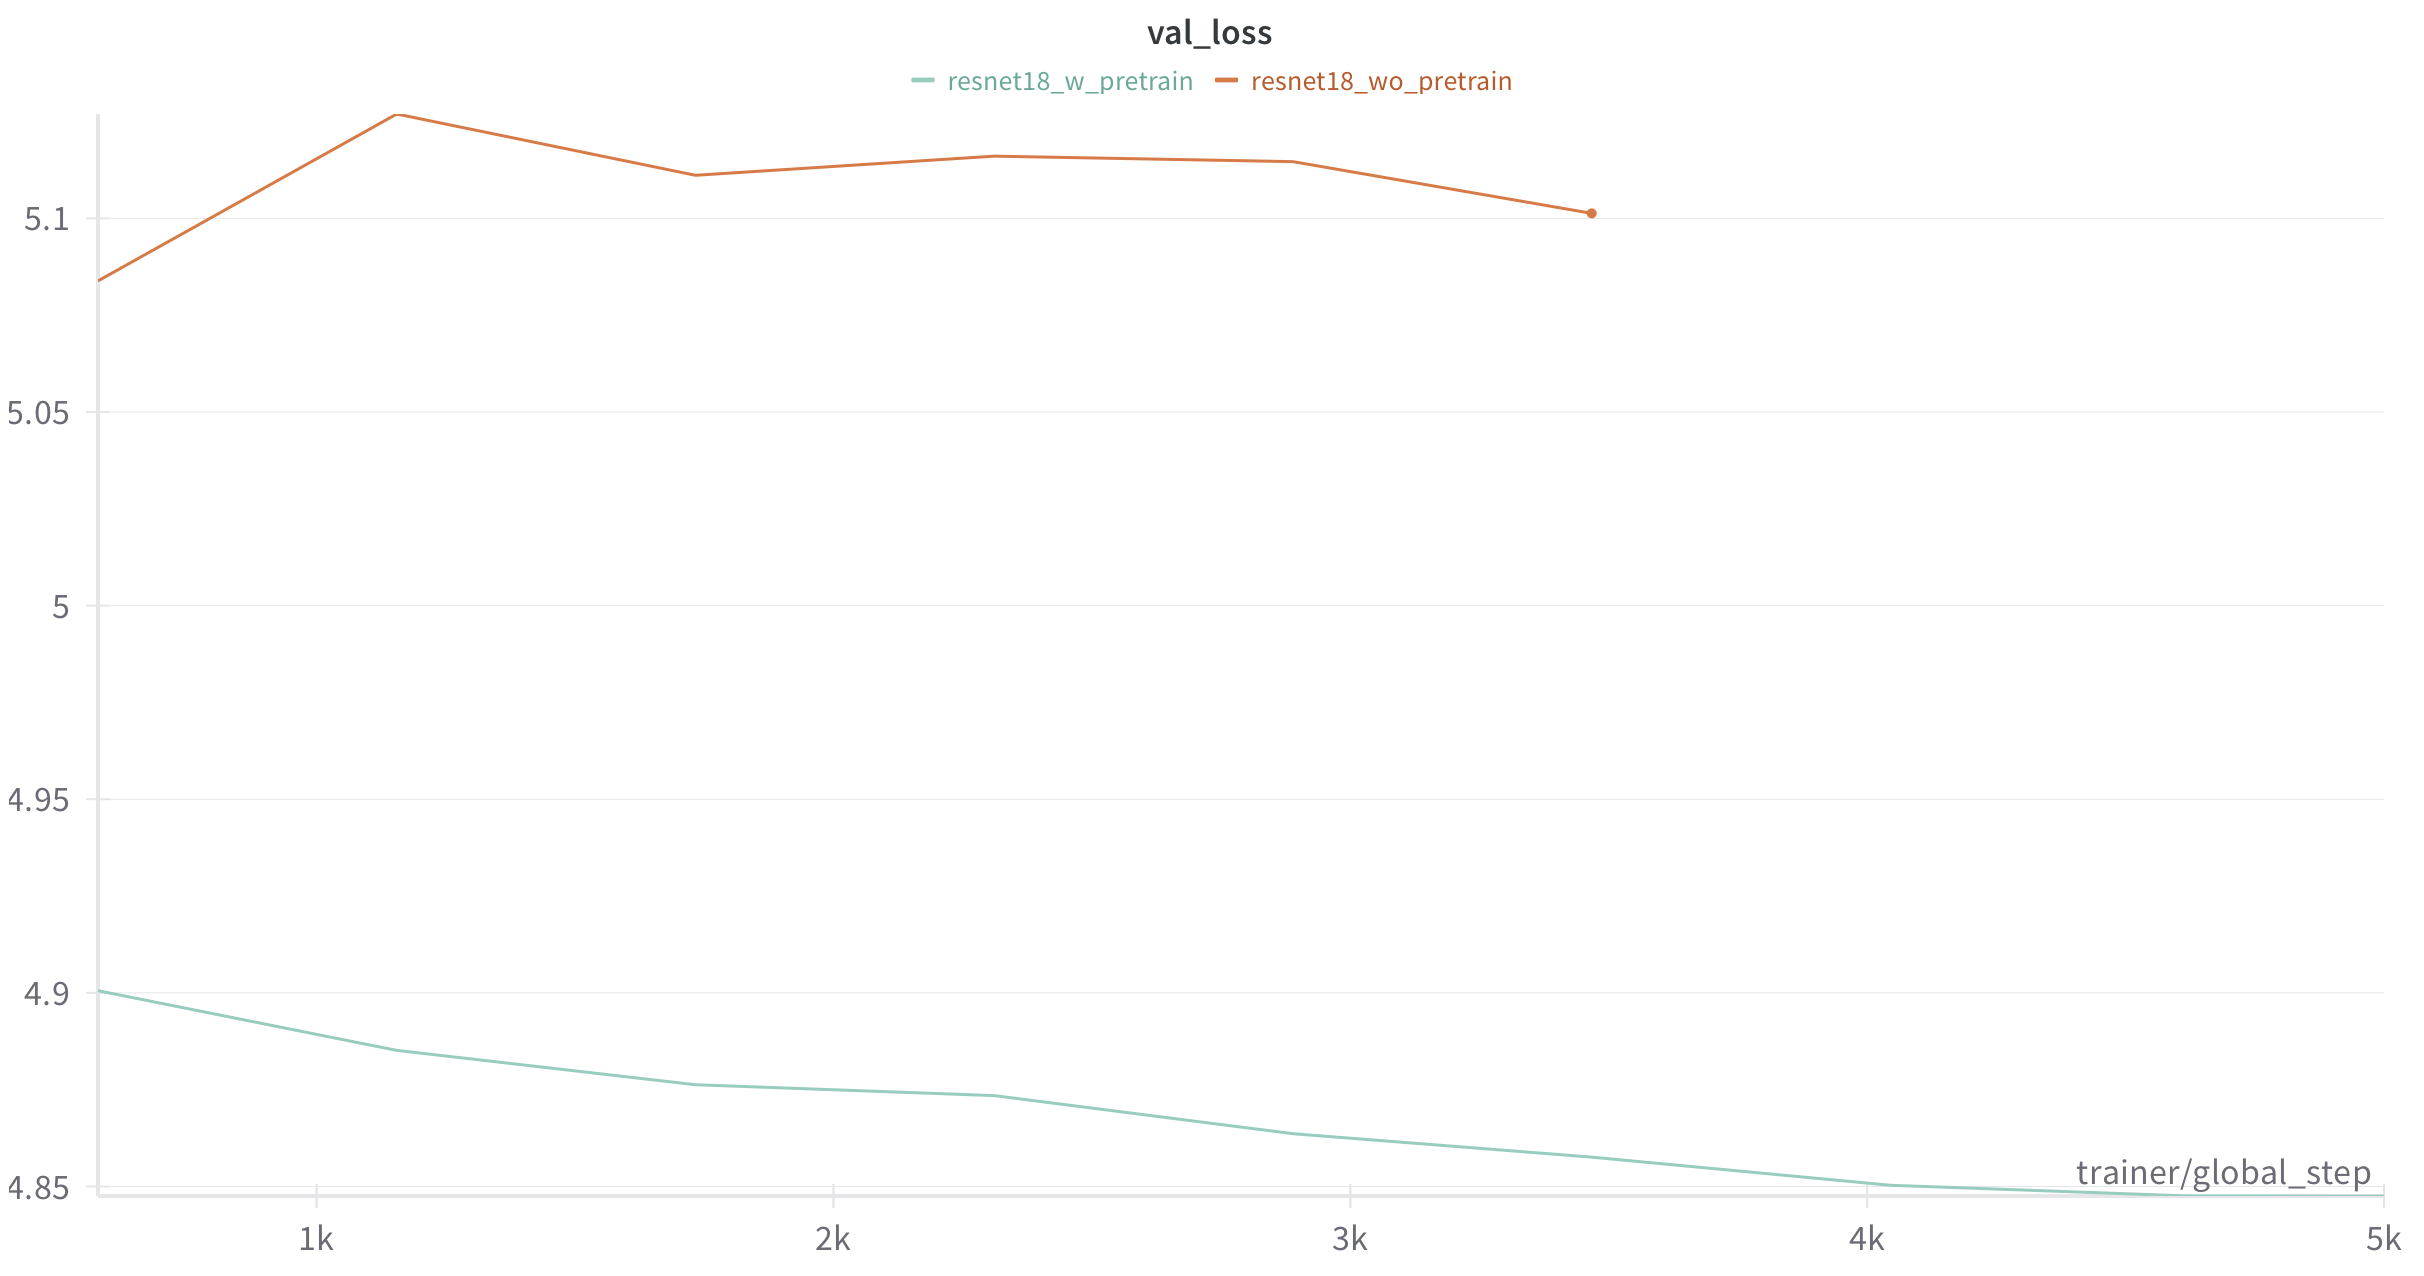 val_loss
resnet18_w_pretrain resnet18_wo_pretrain
5.1
5.05
5
4.95
4.9
4.85
trainer/global_step
1k 2k 3k 4k 5k